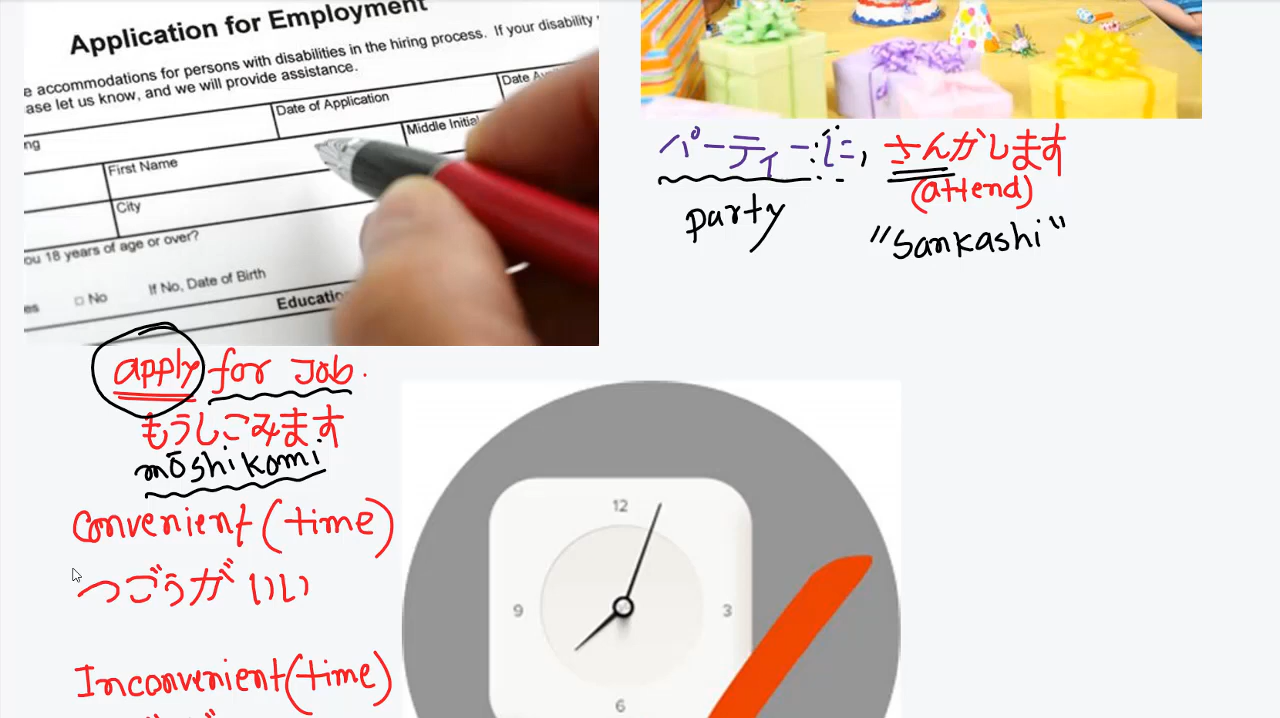 Application for Employment
e accommodations for persons with disabilities in the hiring process. If your disability
ase let us know, and we will provide assistance.
Date of Application
Date Av
ng
First Name
Middle Initial
City
ou 18 years of age or over?
es □ No If No, Date of Birth
Educatio
パーティーに, さんかします
(attend)
party
"Sankashi"
apply for Job.
もうしこみます
mōshikomi
Convenient (time)
つごうが いい
Inconvenient (time)
12
9
3
6